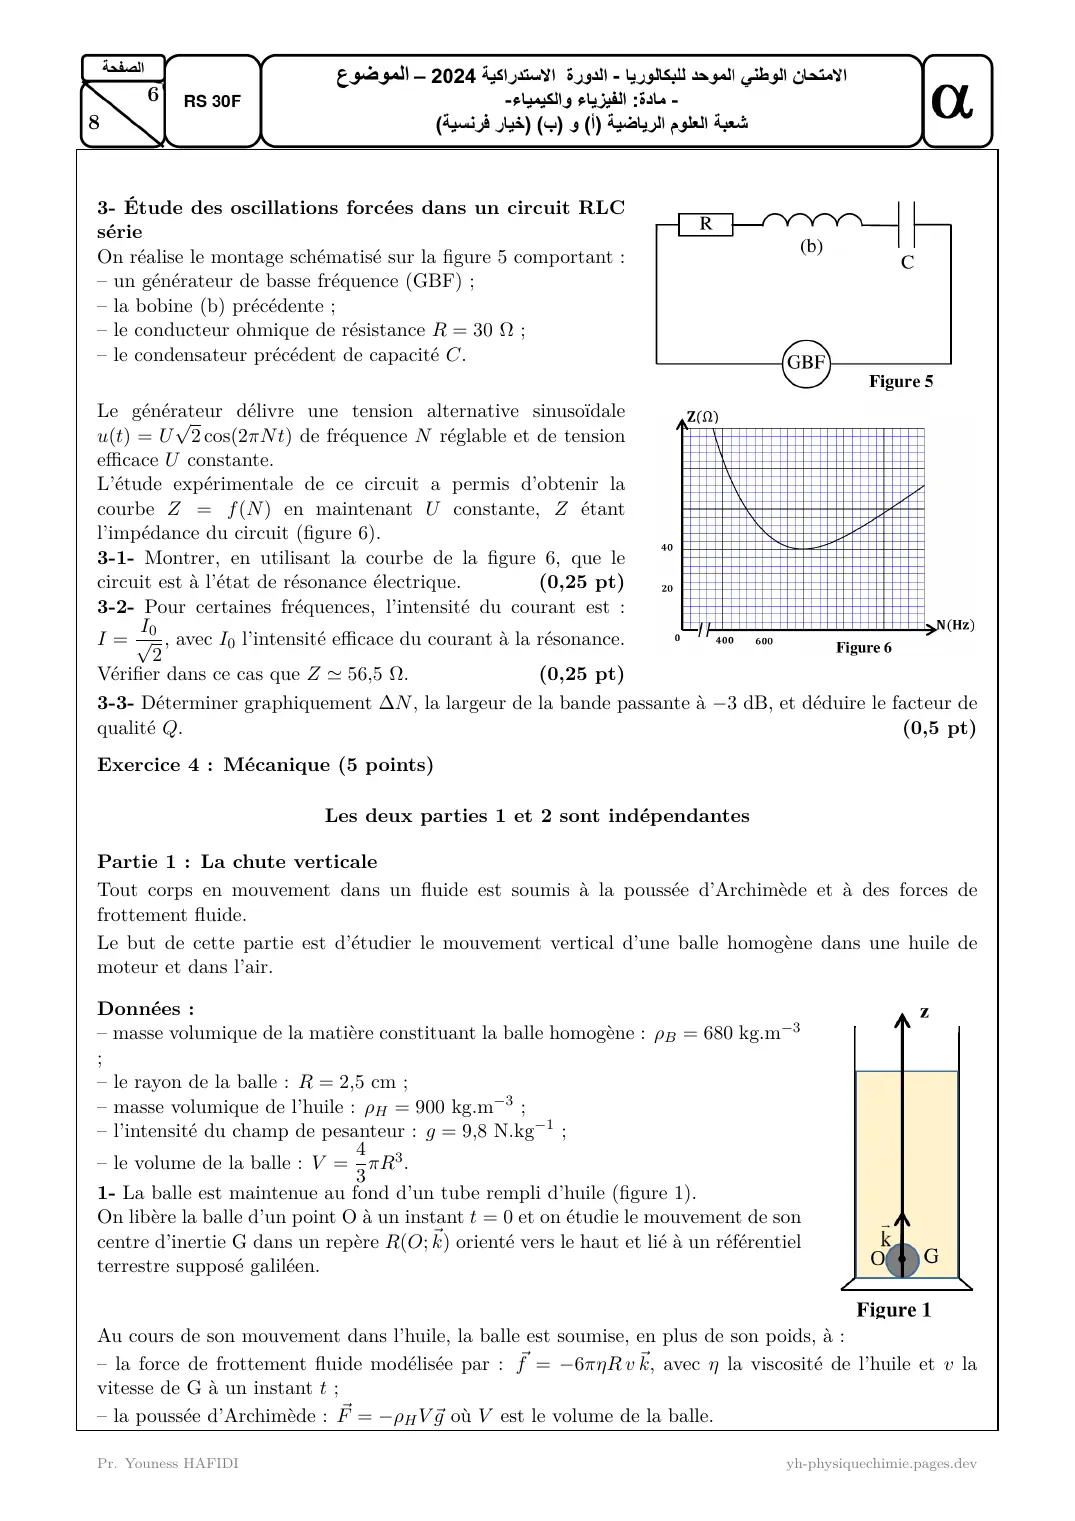 الصفحة
6
8
RS 30F
الامتحان الوطني الموحد للبكالوريا - الدورة الاستدراكية 2024 – الموضوع
- مادة: الفيزياء والكيمياء-
شعبة العلوم الرياضية (أ) و (ب) (خيار فرنسية)
α
3- Étude des oscillations forcées dans un circuit RLC
série
On réalise le montage schématisé sur la figure 5 comportant :
– un générateur de basse fréquence (GBF) ;
– la bobine (b) précédente ;
– le conducteur ohmique de résistance R = 30 Ω ;
– le condensateur précédent de capacité C.
R
(b)
C
GBF
Figure 5
Le générateur délivre une tension alternative sinusoïdale
u(t) = U√2 cos(2πNt) de fréquence N réglable et de tension
efficace U constante.
L'étude expérimentale de ce circuit a permis d'obtenir la
courbe Z = f(N) en maintenant U constante, Z étant
l'impédance du circuit (figure 6).
3-1- Montrer, en utilisant la courbe de la figure 6, que le
circuit est à l'état de résonance électrique. (0,25 pt)
3-2- Pour certaines fréquences, l'intensité du courant est :
I = I₀/√2, avec I₀ l'intensité efficace du courant à la résonance.
Vérifier dans ce cas que Z ≃ 56,5 Ω. (0,25 pt)
Z(Ω)
40
20
0
400
600
N(Hz)
Figure 6
3-3- Déterminer graphiquement ΔN, la largeur de la bande passante à −3 dB, et déduire le facteur de
qualité Q. (0,5 pt)
Exercice 4 : Mécanique (5 points)
Les deux parties 1 et 2 sont indépendantes
Partie 1 : La chute verticale
Tout corps en mouvement dans un fluide est soumis à la poussée d'Archimède et à des forces de
frottement fluide.
Le but de cette partie est d'étudier le mouvement vertical d'une balle homogène dans une huile de
moteur et dans l'air.
Données :
– masse volumique de la matière constituant la balle homogène : ρ_B = 680 kg.m⁻³
;
– le rayon de la balle : R = 2,5 cm ;
– masse volumique de l'huile : ρ_H = 900 kg.m⁻³ ;
– l'intensité du champ de pesanteur : g = 9,8 N.kg⁻¹ ;
– le volume de la balle : V = 4/3 πR³.
1- La balle est maintenue au fond d'un tube rempli d'huile (figure 1).
On libère la balle d'un point O à un instant t = 0 et on étudie le mouvement de son
centre d'inertie G dans un repère R(O; k⃗) orienté vers le haut et lié à un référentiel
terrestre supposé galiléen.
z
k⃗
O
G
Figure 1
Au cours de son mouvement dans l'huile, la balle est soumise, en plus de son poids, à :
– la force de frottement fluide modélisée par : f⃗ = −6πηR v k⃗, avec η la viscosité de l'huile et v la
vitesse de G à un instant t ;
– la poussée d'Archimède : F⃗ = −ρ_H V g⃗ où V est le volume de la balle.
Pr. Youness HAFIDI
yh-physiquechimie.pages.dev